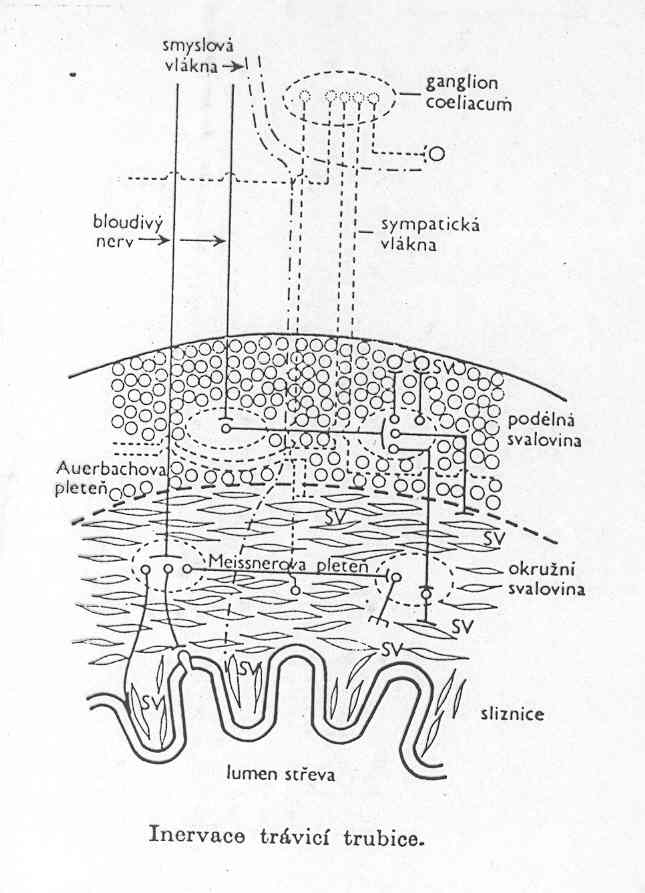 smyslová
vlákna
ganglion
coeliacum
bloudivý
nerv
sympatická
vlákna
SV
podélná
svalovina
Auerbachova
pleteň
SV
SV
Meissnerova pleteň
okružní
svalovina
SV
SV
SV
SV
sliznice
lumen střeva
Inervace trávicí trubice.